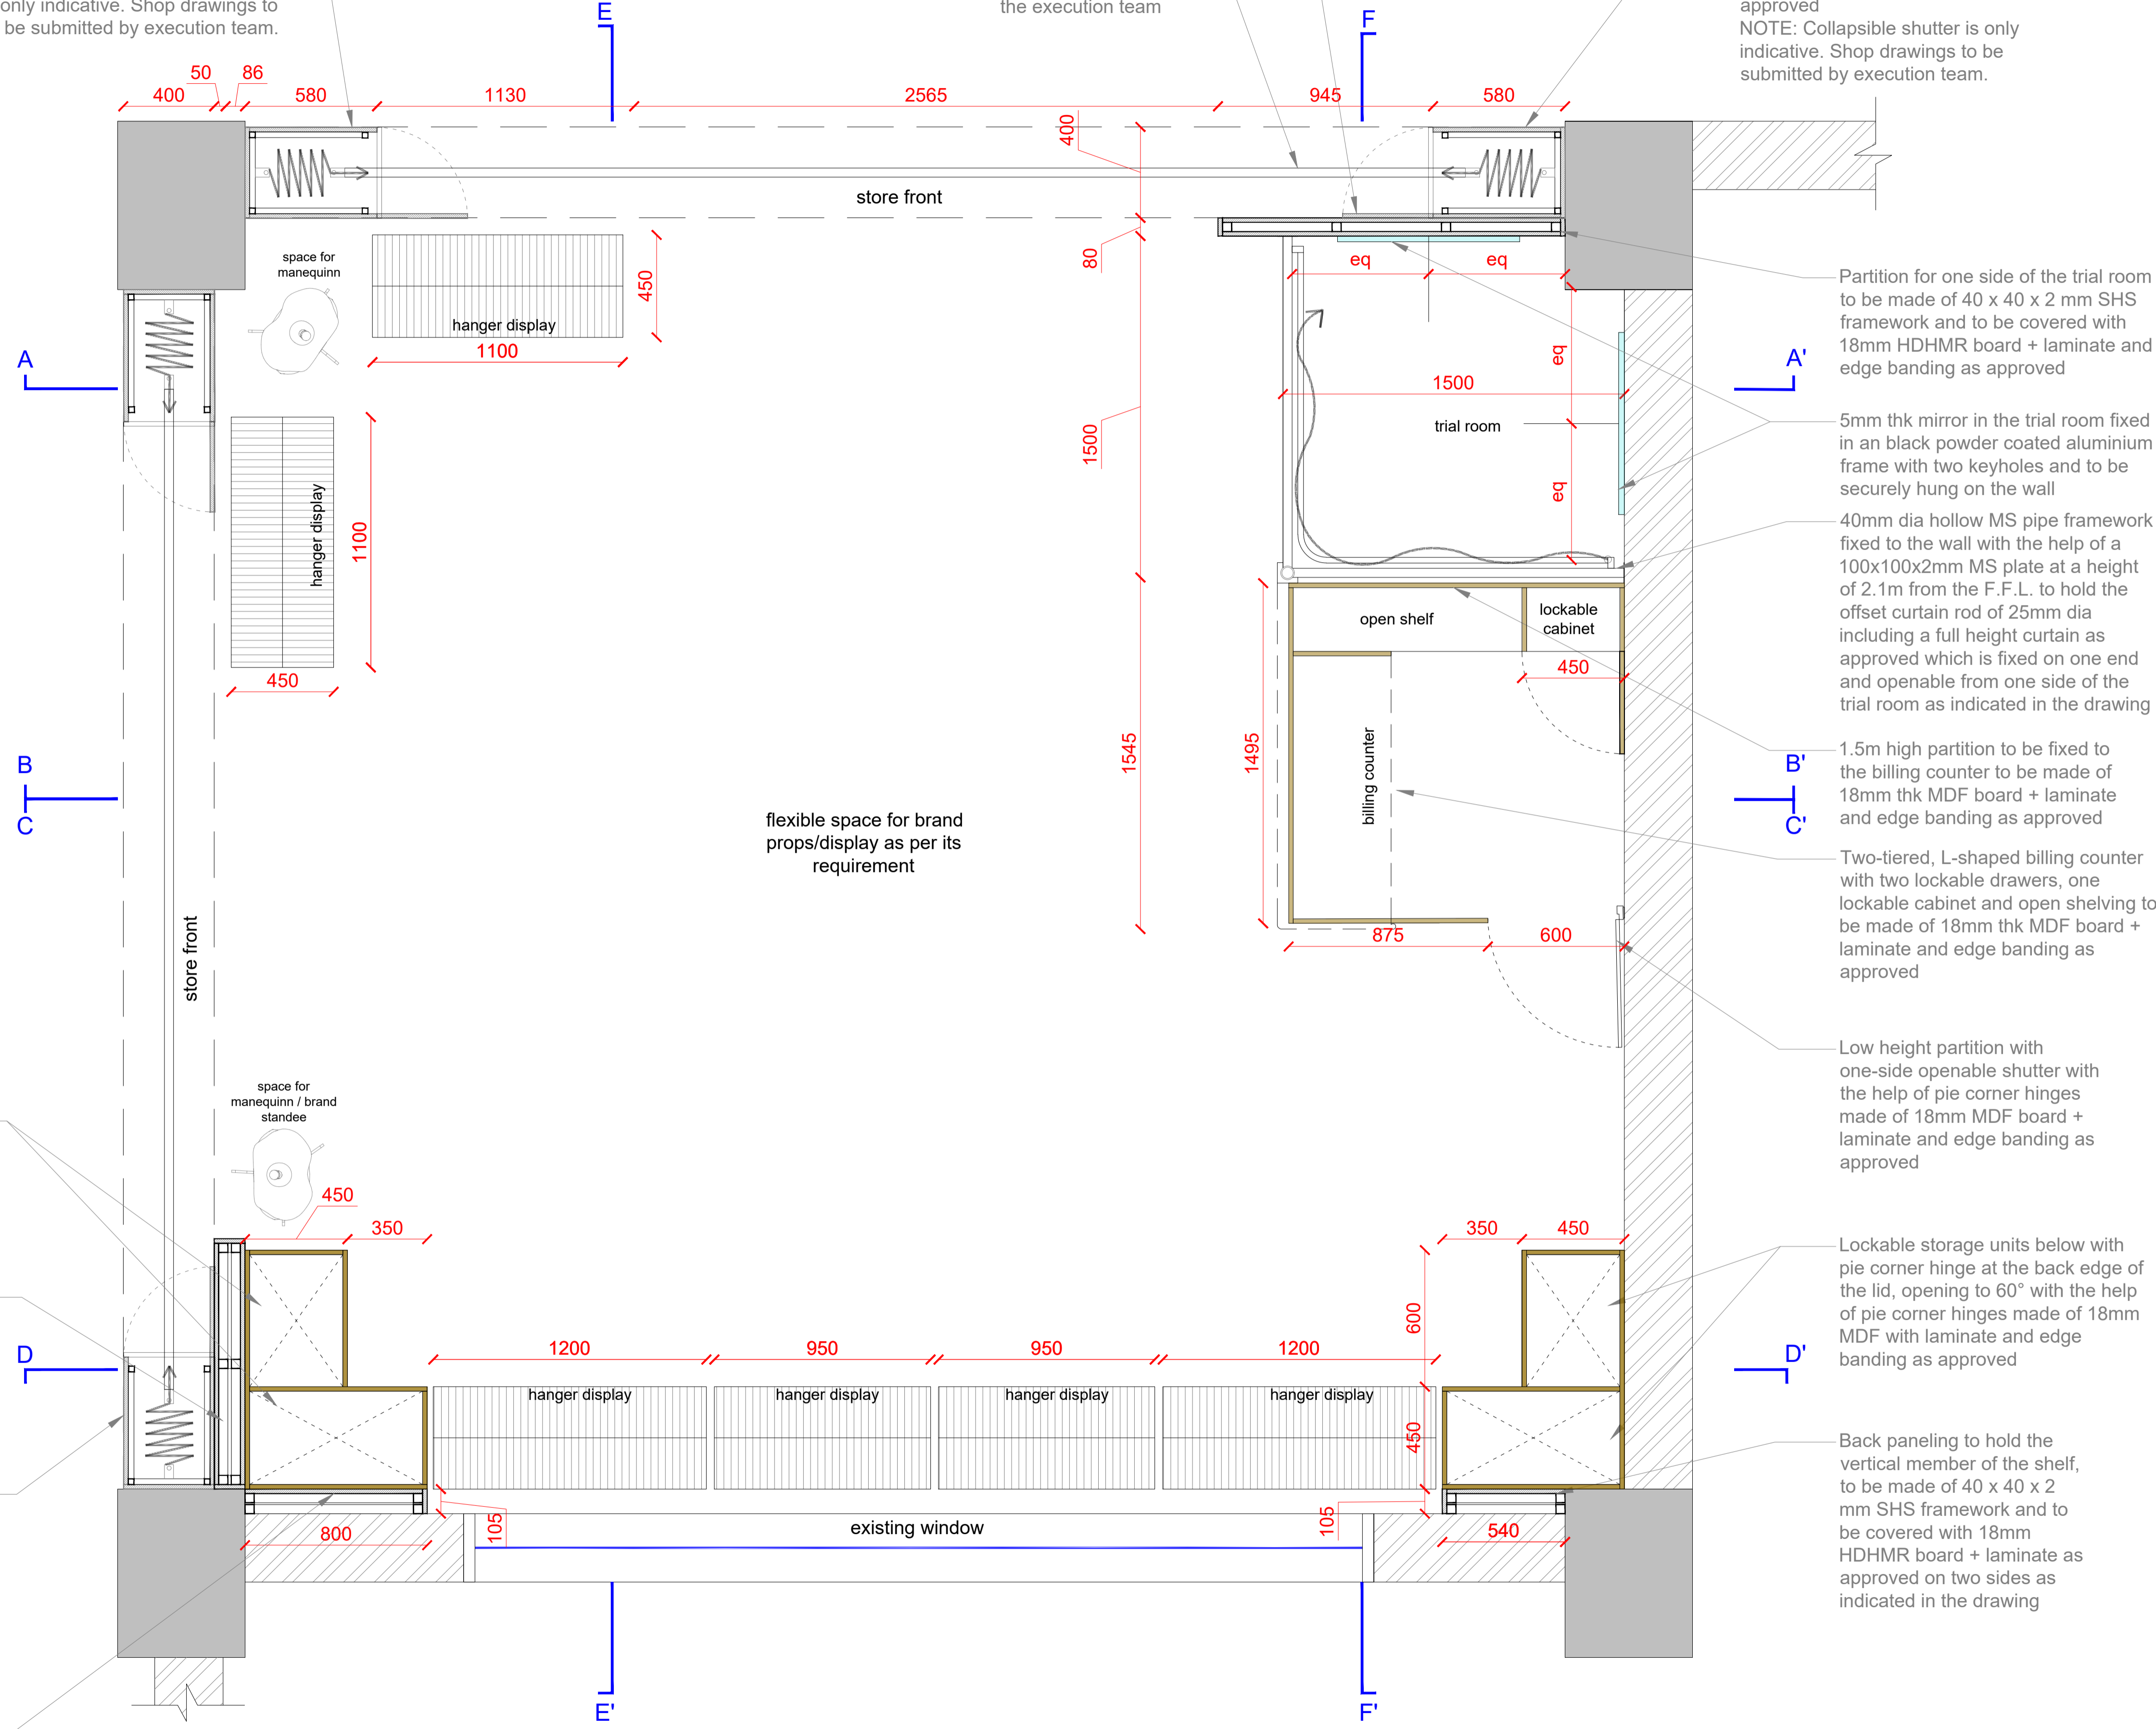 only indicative. Shop drawings to
be submitted by execution team.
the execution team
approved
NOTE: Collapsible shutter is only
indicative. Shop drawings to be
submitted by execution team.
E
F
50
86
400
580
1130
2565
945
580
400
store front
80
space for
manequinn
hanger display
450
1100
eq
eq
eq
1500
trial room
eq
1500
A
A'
hanger display
1100
450
Partition for one side of the trial room
to be made of 40 x 40 x 2 mm SHS
framework and to be covered with
18mm HDHMR board + laminate and
edge banding as approved
5mm thk mirror in the trial room fixed
in an black powder coated aluminium
frame with two keyholes and to be
securely hung on the wall
40mm dia hollow MS pipe framework
fixed to the wall with the help of a
100x100x2mm MS plate at a height
of 2.1m from the F.F.L. to hold the
offset curtain rod of 25mm dia
including a full height curtain as
approved which is fixed on one end
and openable from one side of the
trial room as indicated in the drawing
open shelf
lockable
cabinet
450
1545
1495
billing counter
875
600
B
C
B'
C'
1.5m high partition to be fixed to
the billing counter to be made of
18mm thk MDF board + laminate
and edge banding as approved
Two-tiered, L-shaped billing counter
with two lockable drawers, one
lockable cabinet and open shelving to
be made of 18mm thk MDF board +
laminate and edge banding as
approved
flexible space for brand
props/display as per its
requirement
store front
Low height partition with
one-side openable shutter with
the help of pie corner hinges
made of 18mm MDF board +
laminate and edge banding as
approved
space for
manequinn / brand
standee
450
350
350
450
600
Lockable storage units below with
pie corner hinge at the back edge of
the lid, opening to 60° with the help
of pie corner hinges made of 18mm
MDF with laminate and edge
banding as approved
D
D'
1200
950
950
1200
hanger display
hanger display
hanger display
hanger display
450
105
105
800
existing window
540
Back paneling to hold the
vertical member of the shelf,
to be made of 40 x 40 x 2
mm SHS framework and to
be covered with 18mm
HDHMR board + laminate as
approved on two sides as
indicated in the drawing
E'
F'